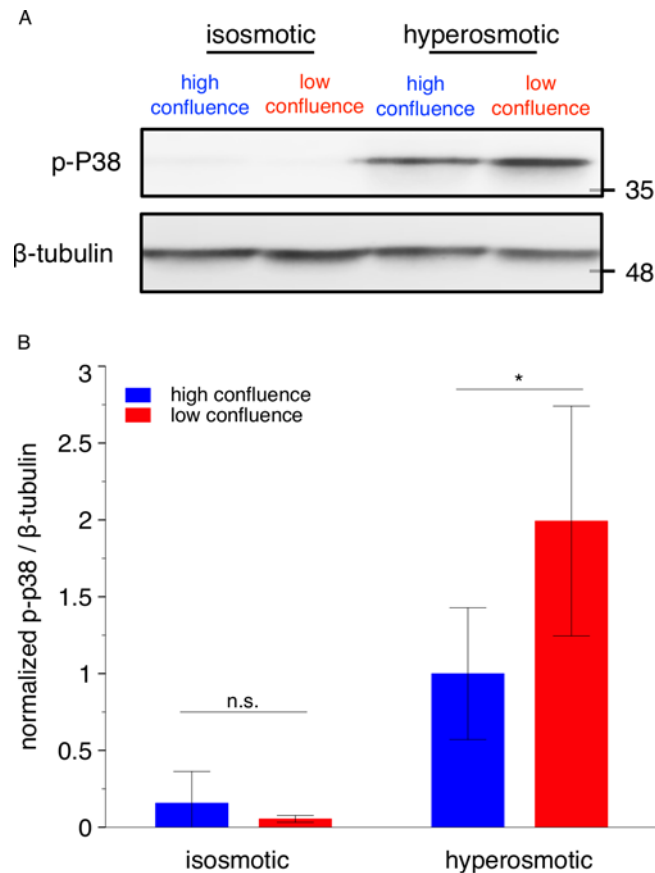 A
isosmotic hyperosmotic
high confluence low confluence high confluence low confluence
p-P38
35
β-tubulin
48
B
normalized p-p38 / β-tubulin
3
2.5
2
1.5
1
0.5
0
high confluence
low confluence
*
n.s.
isosmotic hyperosmotic